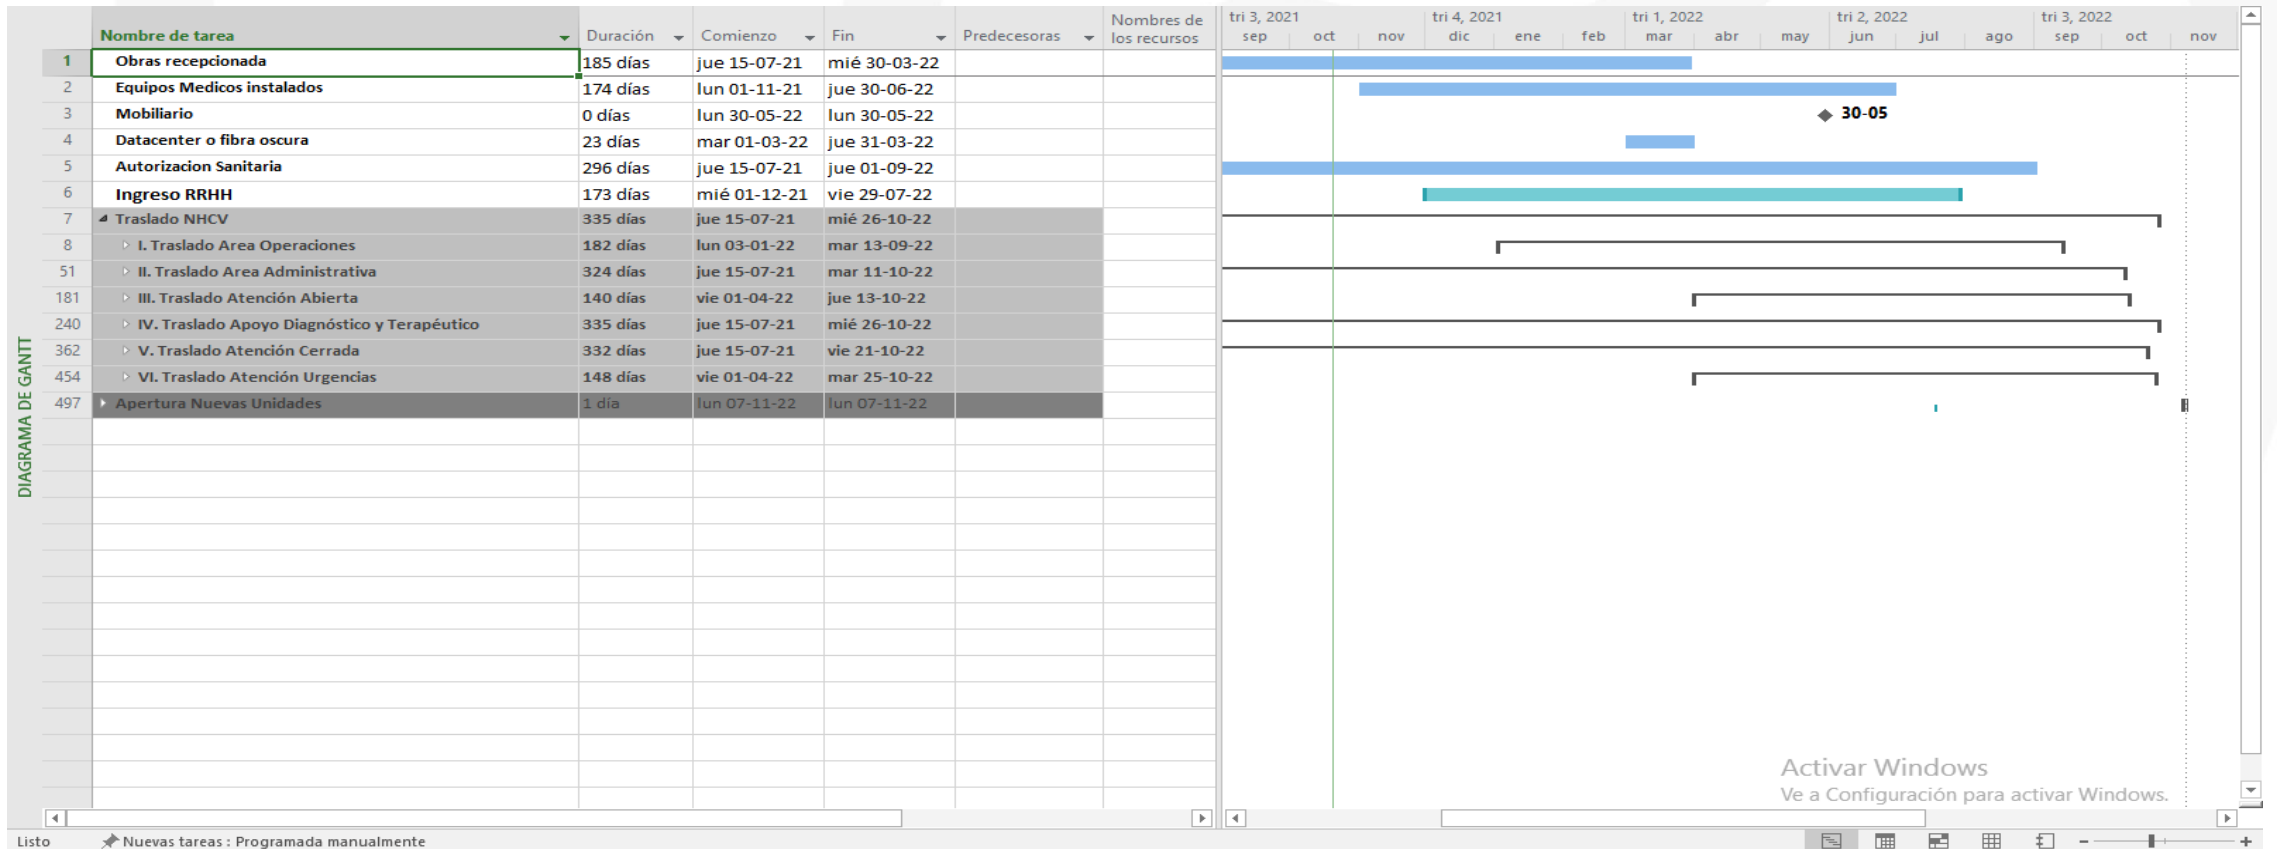 tri 3, 2021 tri 4, 2021 tri 1, 2022 tri 2, 2022 tri 3, 2022
Nombre de tarea Duración Comienzo Fin Predecesoras Nombres de los recursos sep oct nov dic ene feb mar abr may jun jul ago sep oct nov
1 Obras recepcionada 185 días jue 15-07-21 mié 30-03-22
2 Equipos Medicos instalados 174 días lun 01-11-21 jue 30-06-22
3 Mobiliario 0 días lun 30-05-22 lun 30-05-22 30-05
4 Datacenter o fibra oscura 23 días mar 01-03-22 jue 31-03-22
5 Autorizacion Sanitaria 296 días jue 15-07-21 jue 01-09-22
6 Ingreso RRHH 173 días mié 01-12-21 vie 29-07-22
7 Traslado NHCV 335 días jue 15-07-21 mié 26-10-22
8 I. Traslado Area Operaciones 182 días lun 03-01-22 mar 13-09-22
51 II. Traslado Area Administrativa 324 días jue 15-07-21 mar 11-10-22
181 III. Traslado Atención Abierta 140 días vie 01-04-22 jue 13-10-22
240 IV. Traslado Apoyo Diagnóstico y Terapéutico 335 días jue 15-07-21 mié 26-10-22
362 V. Traslado Atención Cerrada 332 días jue 15-07-21 vie 21-10-22
454 VI. Traslado Atención Urgencias 148 días vie 01-04-22 mar 25-10-22
497 Apertura Nuevas Unidades 1 día lun 07-11-22 lun 07-11-22
DIAGRAMA DE GANTT
Activar Windows
Ve a Configuración para activar Windows.
Listo Nuevas tareas : Programada manualmente